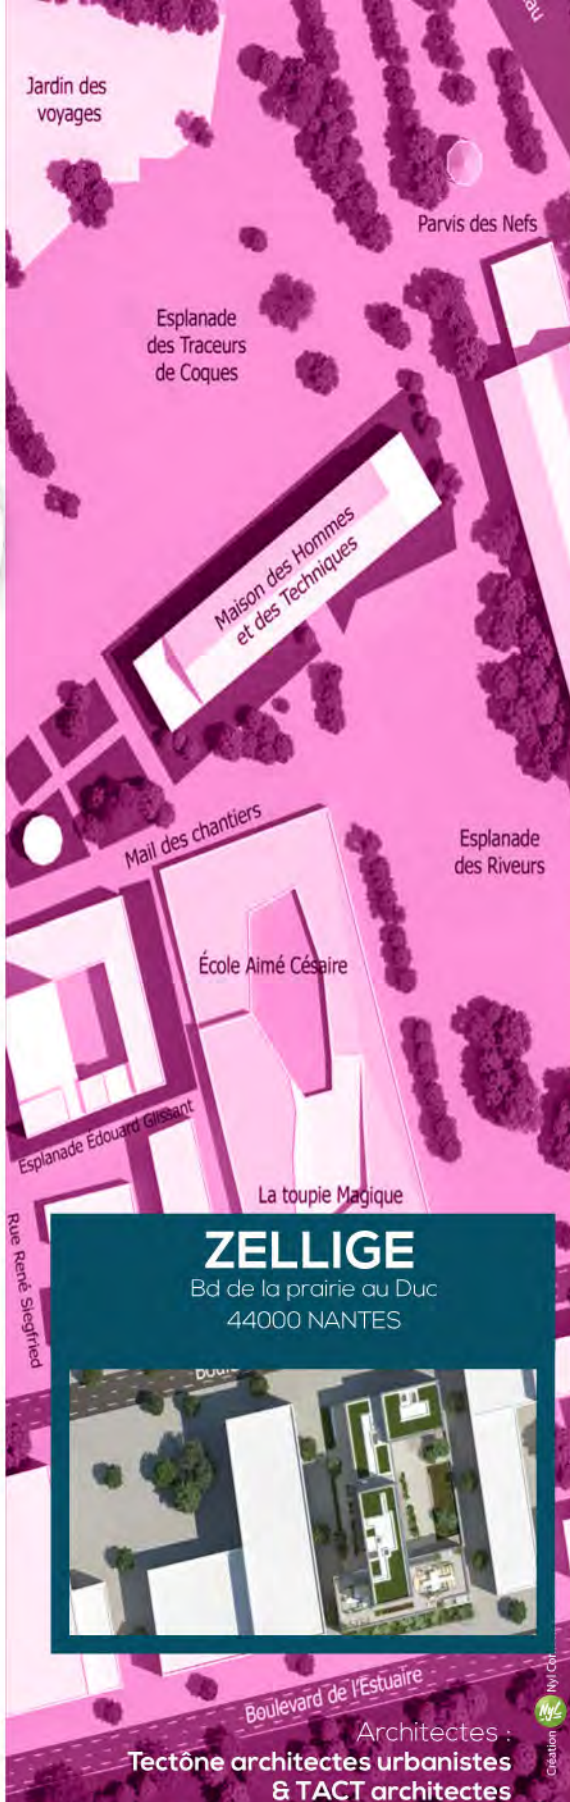 Jardin des
voyages
Parvis des Nefs
Esplanade
des Traceurs
de Coques
Maison des Hommes
et des Techniques
Mail des chantiers
Esplanade
des Riveurs
École Aimé Césaire
Esplanade Édouard Glissant
La toupie Magique
Rue René Siegfried
ZELLIGE
Bd de la prairie au Duc
44000 NANTES
Boulevard de l'Estuaire
Architectes :
Tectône architectes urbanistes
& TACT architectes
Création Nyl